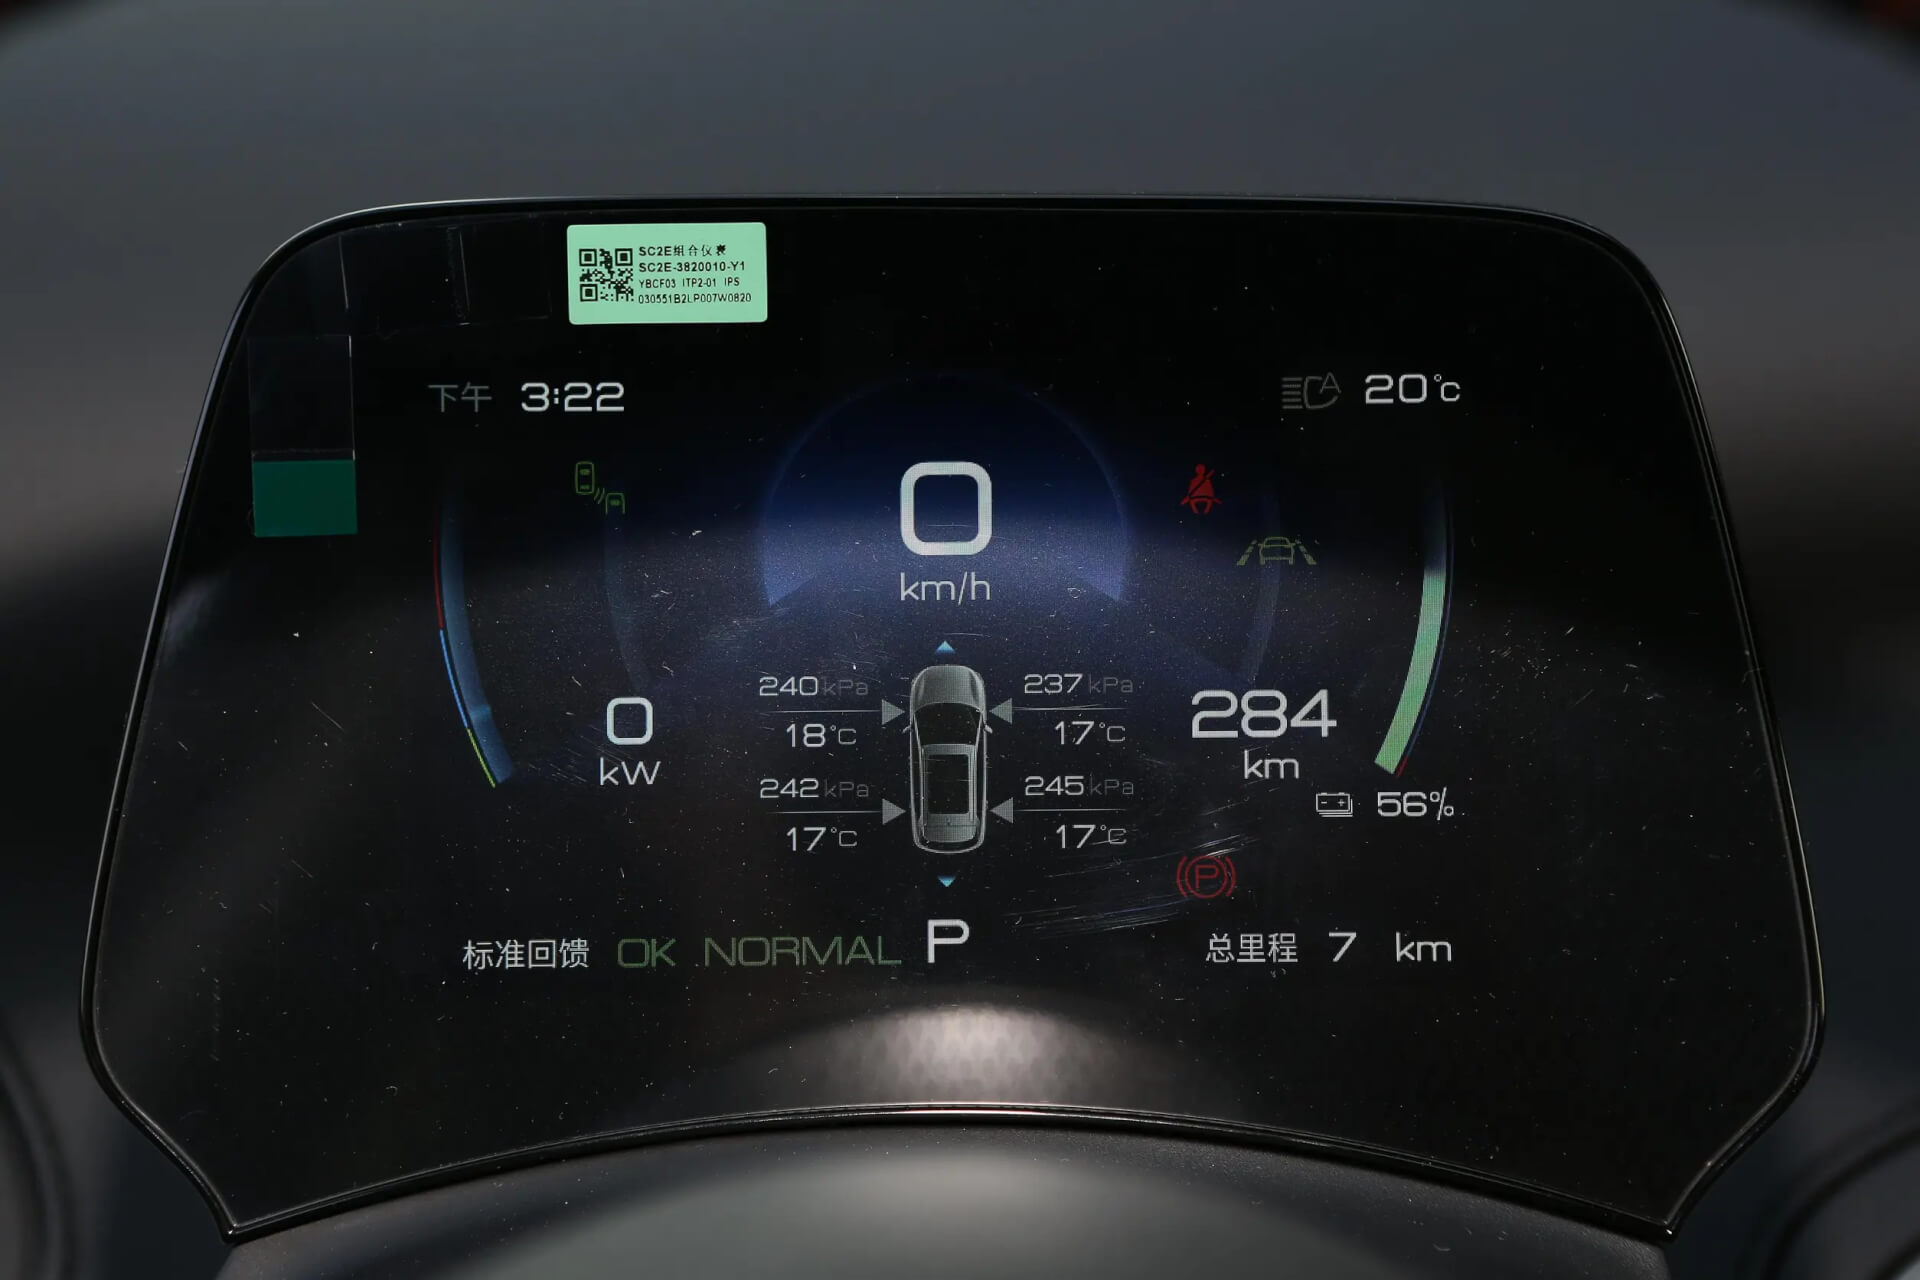 SC2E组合仪表
SC2E-3820010-Y1
YBCF03 ITP2-01 IPS
030551B2LP007W0820
下午 3:22
A 20°C
0
km/h
240 kPa
237 kPa
18°C
17°C
0
kW
284
km
242 kPa
245 kPa
17°C
17°C
56%
P
标准回馈 OK NORMAL P
总里程 7 km